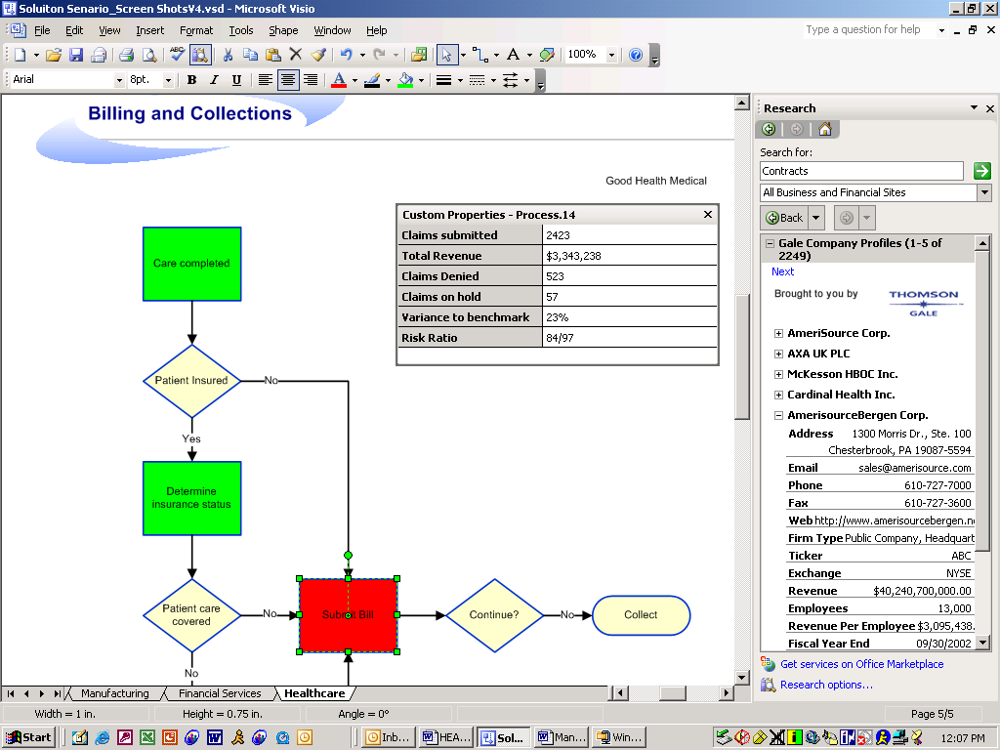 Soluiton Senario_Screen ShotsV4.vsd - Microsoft Visio
File Edit View Insert Format Tools Shape Window Help
Type a question for help
100%
Arial
8pt.
B I U
Billing and Collections
Good Health Medical
Custom Properties - Process.14
Claims submitted 2423
Total Revenue $3,343,238
Claims Denied 523
Claims on hold 57
Variance to benchmark 23%
Risk Ratio 84/97
Care completed
Patient Insured
No
Yes
Determine
insurance status
Patient care
covered
No
Submit Bill
Continue?
No
Collect
No
Manufacturing
Financial Services
Healthcare
Research
Search for:
Contracts
All Business and Financial Sites
Back
Gale Company Profiles (1-5 of
2249)
Next
Brought to you by
THOMSON
GALE
AmeriSource Corp.
AXA UK PLC
McKesson HBOC Inc.
Cardinal Health Inc.
AmerisourceBergen Corp.
Address 1300 Morris Dr., Ste. 100
Chesterbrook, PA 19087-5594
Email sales@amerisource.com
Phone 610-727-7000
Fax 610-727-3600
Web http://www.amerisourcebergen.n
Firm Type Public Company, Headquart
Ticker ABC
Exchange NYSE
Revenue $40,240,700,000.00
Employees 13,000
Revenue Per Employee $3,095,438.
Fiscal Year End 09/30/2002
Get services on Office Marketplace
Research options...
Width = 1 in.
Height = 0.75 in.
Angle = 0°
Page 5/5
Start
Inb...
HEA...
Sol...
Man...
Win...
12:07 PM